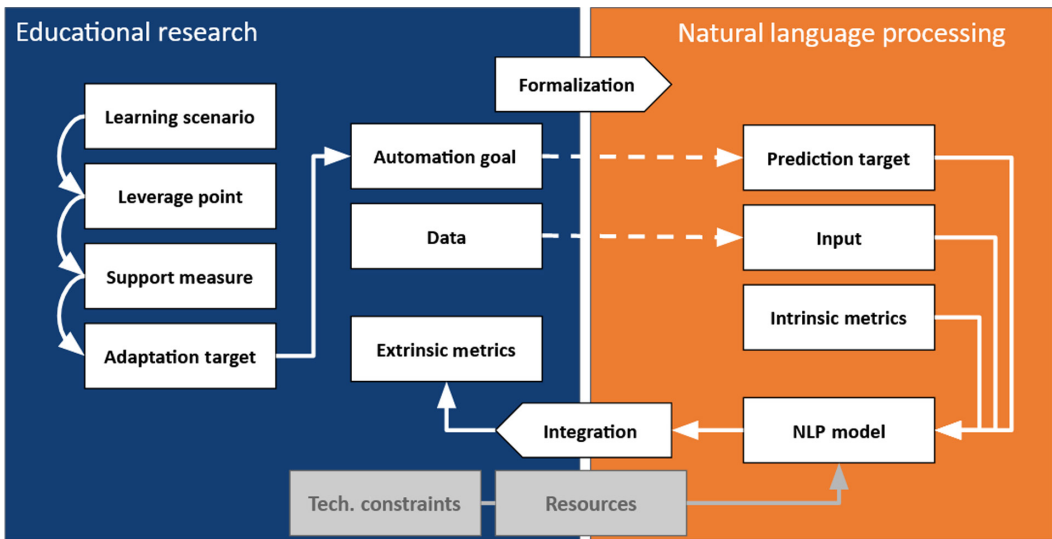 Educational research
Natural language processing
Formalization
Learning scenario
Automation goal
Prediction target
Leverage point
Data
Input
Support measure
Intrinsic metrics
Adaptation target
Extrinsic metrics
Integration
NLP model
Tech. constraints
Resources